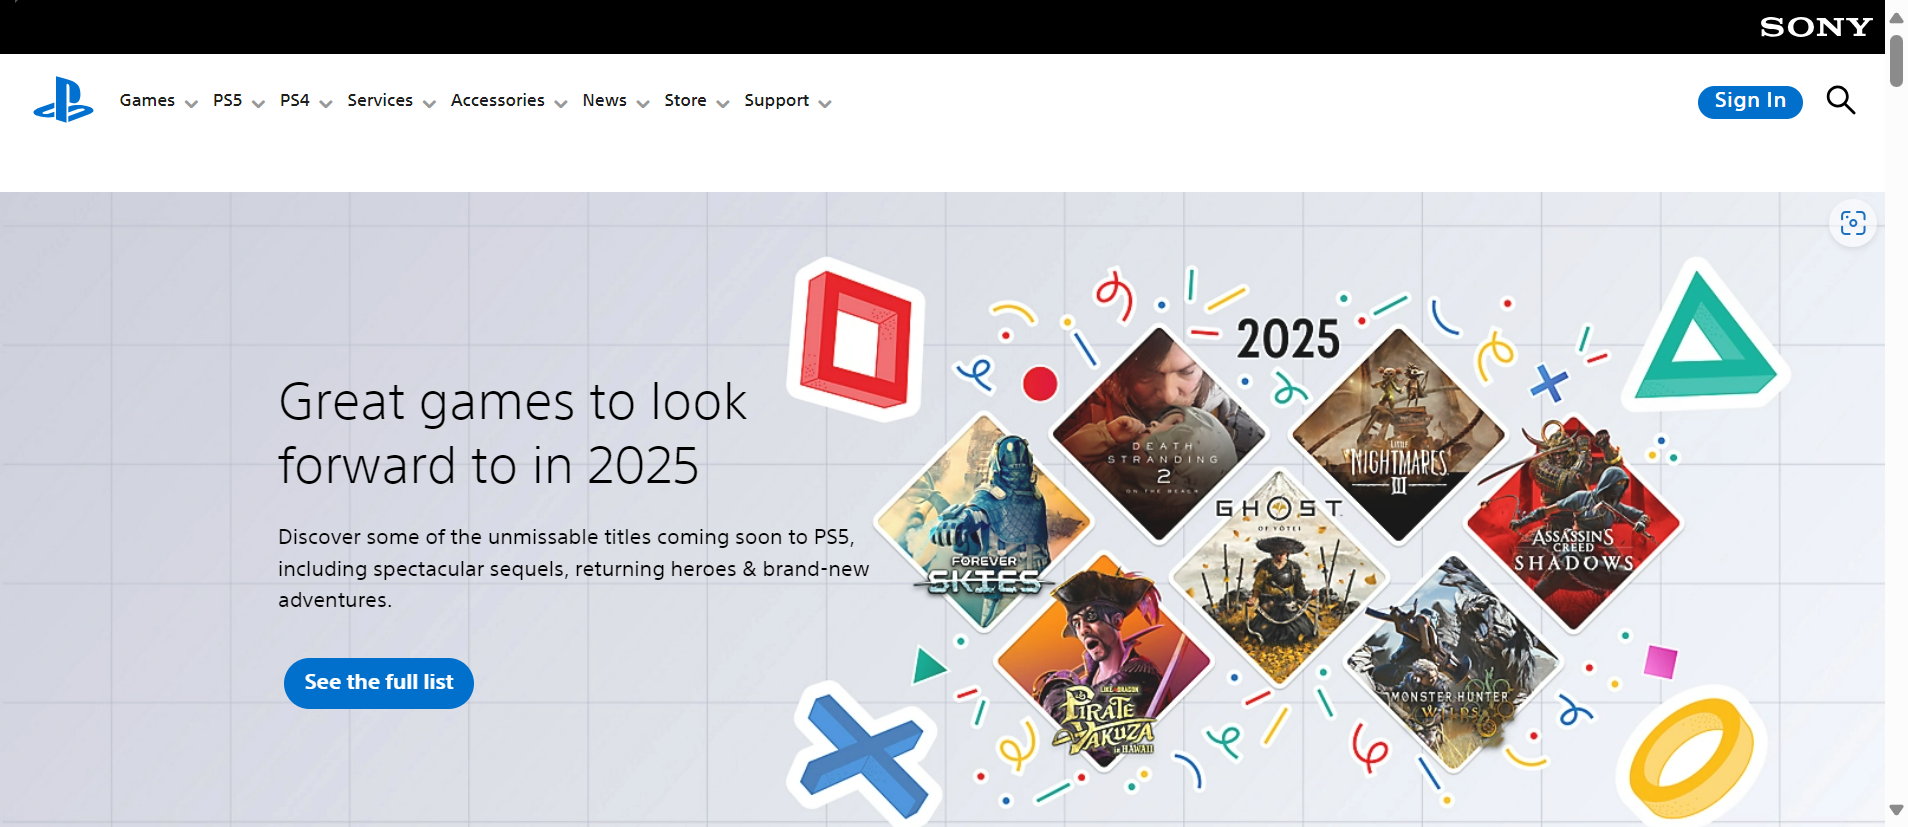 SONY
Games PS5 PS4 Services Accessories News Store Support
Sign In
Great games to look
forward to in 2025
Discover some of the unmissable titles coming soon to PS5,
including spectacular sequels, returning heroes & brand-new
adventures.
See the full list
2025
DEATH
STRANDING
2
ON THE BEACH
LITTLE
NIGHTMARES
III
GHOST
OF YŌTEI
ASSASSIN'S
CREED
SHADOWS
FOREVER
SKIES
LIKE A DRAGON
PIRATE
YAKUZA
in HAWAII
MONSTER HUNTER
WILDS